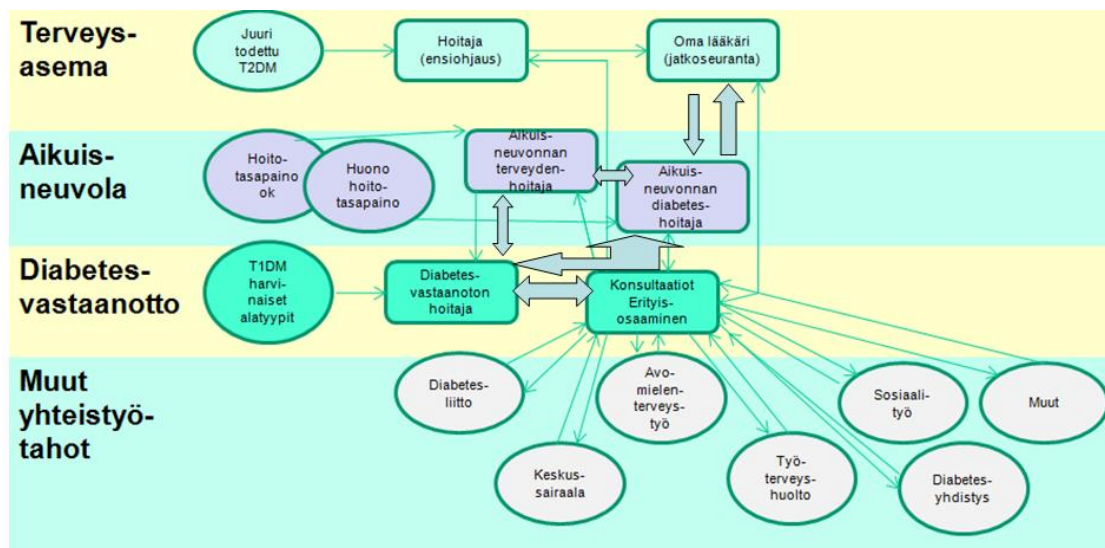 Terveys-
asema
Juuri
todettu
T2DM
Hoitaja
(ensiohjaus)
Oma lääkäri
(jatkoseuranta)
Aikuis-
neuvola
Hoito-
tasapaino
ok
Huono
hoito-
tasapaino
Aikuis-
neuvonnan
terveyden-
hoitaja
Aikuis-
neuvonnan
diabetes-
hoitaja
Diabetes-
vastaanotto
T1DM
harvi-
naiset
alatyypit
Diabetes-
vastaanoton
hoitaja
Konsultaatiot
Erityis-
osaaminen
Muut
yhteistyö-
tahot
Diabetes-
liitto
Keskus-
sairaala
Avo-
mielen-
terveys-
työ
Työ-
terveys-
huolto
Sosiaali-
työ
Diabetes-
yhdistys
Muut